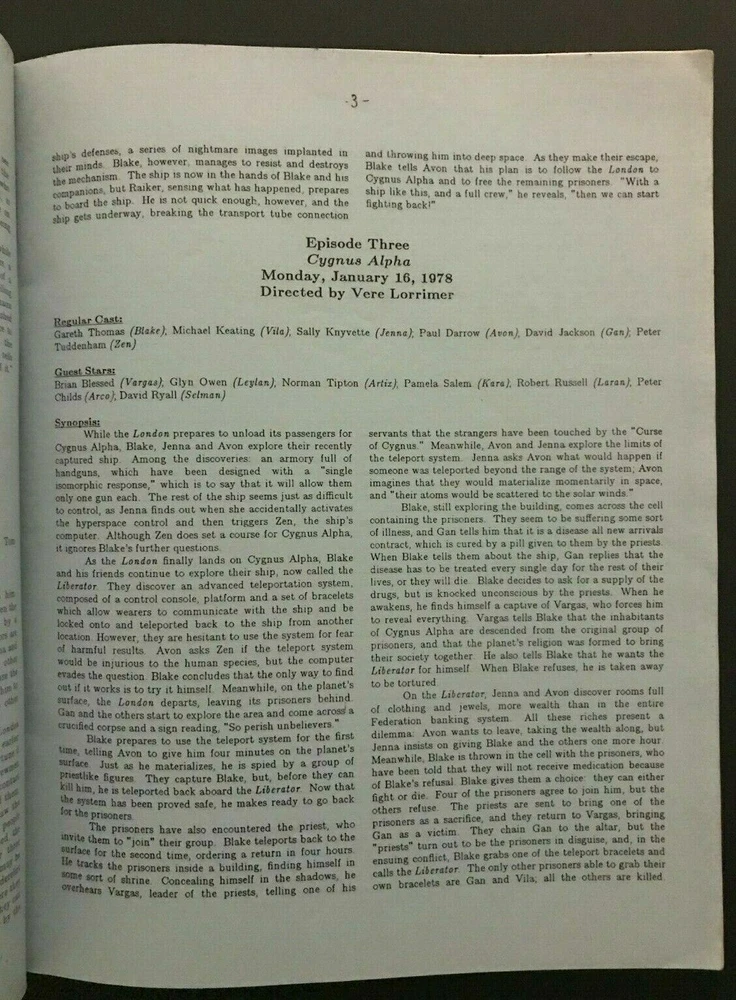 -3-
ship's defenses, a series of nightmare images implanted in
their minds. Blake, however, manages to resist and destroys
the mechanism. The ship is now in the hands of Blake and his
companions, but Raiker, sensing what has happened, prepares
to board the ship. He is not quick enough, however, and the
ship gets underway, breaking the transport tube connection
and throwing him into deep space. As they make their escape,
Blake tells Avon that his plan is to follow the London to
Cygnus Alpha and to free the remaining prisoners. "With a
ship like this, and a full crew," he reveals, "then we can start
fighting back!"
Episode Three
Cygnus Alpha
Monday, January 16, 1978
Directed by Vere Lorrimer
Regular Cast:
Gareth Thomas (Blake), Michael Keating (Vila), Sally Knyvette (Jenna), Paul Darrow (Avon), David Jackson (Gan), Peter
Tuddenham (Zen)
Guest Stars:
Brian Blessed (Vargas), Glyn Owen (Leylan), Norman Tipton (Artix), Pamela Salem (Kara), Robert Russell (Laran), Peter
Childs (Arco), David Ryall (Selman)
Synopsis:
While the London prepares to unload its passengers for
Cygnus Alpha, Blake, Jenna and Avon explore their recently
captured ship. Among the discoveries: an armory full of
handguns, which have been designed with a "single
isomorphic response," which is to say that it will allow them
only one gun each. The rest of the ship seems just as difficult
to control, as Jenna finds when she accidentally activates
the hyperspace control and then triggers Zen, the ship's
computer. Although Zen does set a course for Cygnus Alpha,
it ignores Blake's further questions.
As the London finally lands on Cygnus Alpha, Blake
and his friends continue to explore their ship, now called the
Liberator. They discover an advanced teleportation system,
composed of a control console, platform and a set of bracelets
which allow wearers to communicate with the ship and be
locked onto and teleported back to the ship from another
location. However, they are hesitant to use the system for fear
of harmful results. Avon asks Zen if the teleport system
would be injurious to the human species, but the computer
evades the question. Blake concludes that the only way to find
out if it works is to try it himself. Meanwhile, on the planet's
surface, the London departs, leaving its prisoners behind.
Gan and the others start to explore the area and come across a
crucified corpse and a sign reading, "So perish unbelievers."
Blake prepares to use the teleport system for the first
time, telling Avon to give him four minutes on the planet's
surface. Just as he materializes, he is spied by a group of
priestlike figures. They capture Blake, but, before they can
kill him, he is teleported back aboard the Liberator. Now that
the system has been proved safe, he makes ready to go back
for the prisoners.
The prisoners have also encountered the priest, who
invite them to "join" their group. Blake teleports back to the
surface for the second time, ordering a return in four hours.
He tracks the prisoners inside a building, finding himself in
some sort of shrine. Concealing himself in the shadows, he
overhears Vargas, leader of the priests, telling one of his
servants that the strangers have been touched by the "Curse
of Cygnus." Meanwhile, Avon and Jenna explore the limits of
the teleport system. Jenna asks Avon what would happen if
someone was teleported beyond the range of the system; Avon
imagines that they would materialize momentarily in space,
and "their atoms would be scattered to the solar winds."
Blake, still exploring the building, comes across the cell
containing the prisoners. They seem to be suffering some sort
of illness, and Gan tells him that it is a disease all new arrivals
contract, which is cured by a pill given to them by the priests.
When Blake tells them about the ship, Gan replies that the
disease has to be treated every single day for the rest of their
lives, or they will die. Blake decides to ask for a supply of the
drugs, but is knocked unconscious by the priests. When he
awakens, he finds himself a captive of Vargas, who forces him
to reveal everything. Vargas tells Blake that the inhabitants
of Cygnus Alpha are descended from the original group of
prisoners, and that the planet's religion was formed to bring
their society together. He also tells Blake that he wants the
Liberator for himself. When Blake refuses, he is taken away
to be tortured.
On the Liberator, Jenna and Avon discover rooms full
of clothing and jewels, more wealth than in the entire
Federation banking system. All these riches present a
dilemma: Avon wants to leave, taking the wealth along, but
Jenna insists on giving Blake and the others one more hour.
Meanwhile, Blake is thrown in the cell with the prisoners, who
have been told that they will not receive medication because
of Blake's refusal. Blake gives them a choice: they can either
fight or die. Four of the prisoners agree to join him, but the
others refuse. The priests are sent to bring one of the
prisoners as a sacrifice, and they return to Vargas, bringing
Gan as a victim. They chain Gan to the altar, but the
"priests" turn out to be the prisoners in disguise, and, in the
ensuing conflict, Blake grabs one of the teleport bracelets and
calls the Liberator. The only other prisoners able to grab their
own bracelets are Gan and Vila; all the others are killed.